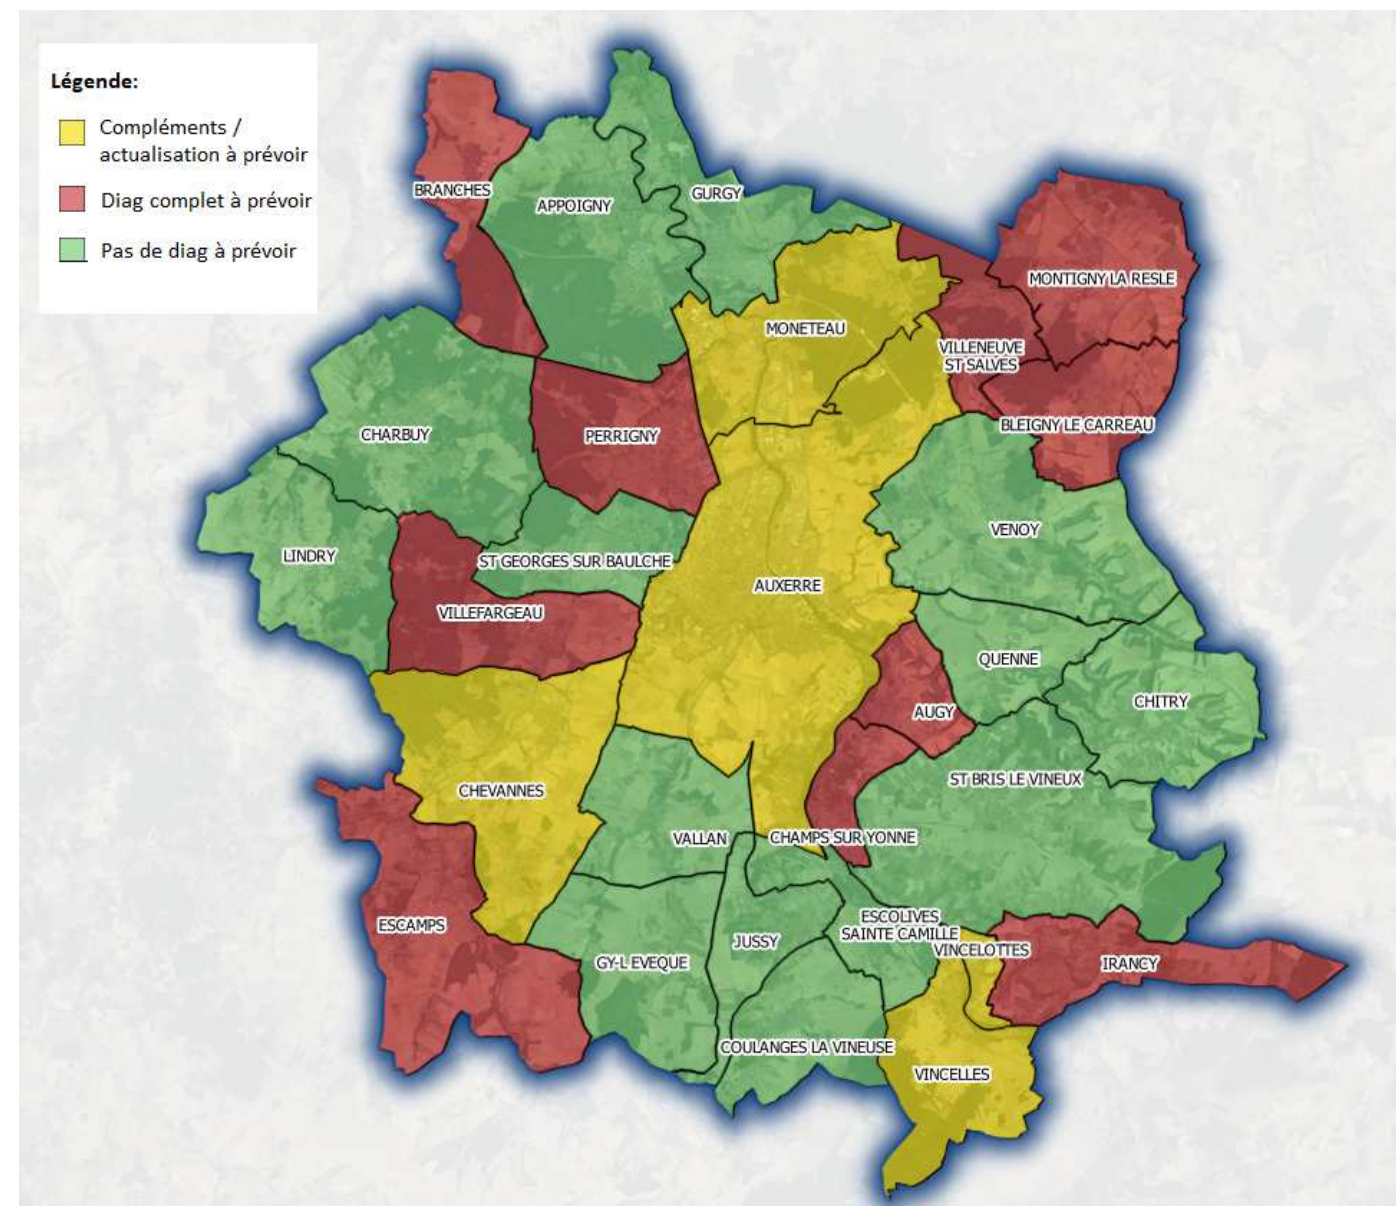 Légende:
Compléments /
actualisation à prévoir
Diag complet à prévoir
Pas de diag à prévoir
BRANCHES
APPOIGNY
GURGY
MONTIGNY LA RESLE
MONETEAU
VILLENEUVE
ST SALVES
BLEIGNY LE CARREAU
CHARBUY
PERRIGNY
VENOY
LINDRY
ST GEORGES SUR BAULCHE
AUXERRE
VILLEFARGEAU
QUENNE
CHITRY
AUGY
ST BRIS LE VINEUX
CHEVANNES
VALLAN
CHAMPS SUR YONNE
ESCAMPS
ESCOLIVES
SAINTE CAMILLE
JUSSY
VINCELOTTES
GY-L EVEQUE
IRANCY
COULANGES LA VINEUSE
VINCELLES